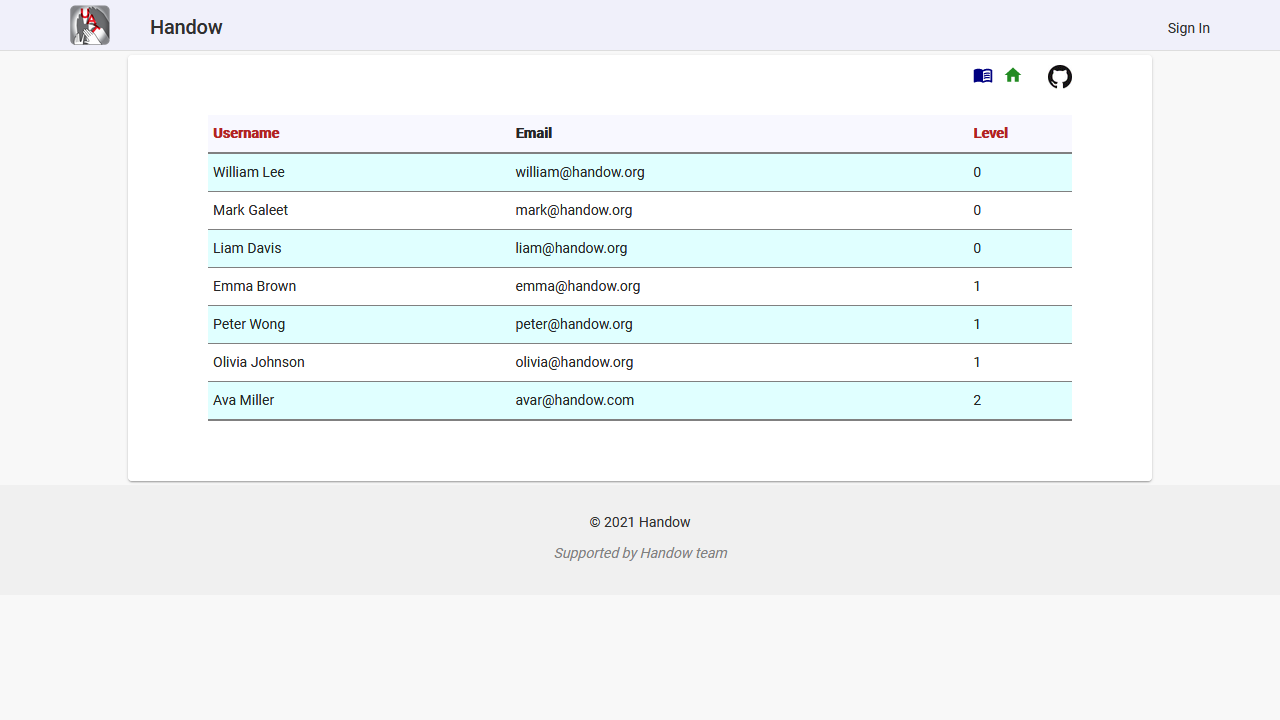 UA
Handow
Sign In
Username Email Level
William Lee william@handow.org 0
Mark Galeet mark@handow.org 0
Liam Davis liam@handow.org 0
Emma Brown emma@handow.org 1
Peter Wong peter@handow.org 1
Olivia Johnson olivia@handow.org 1
Ava Miller avar@handow.com 2
© 2021 Handow
Supported by Handow team